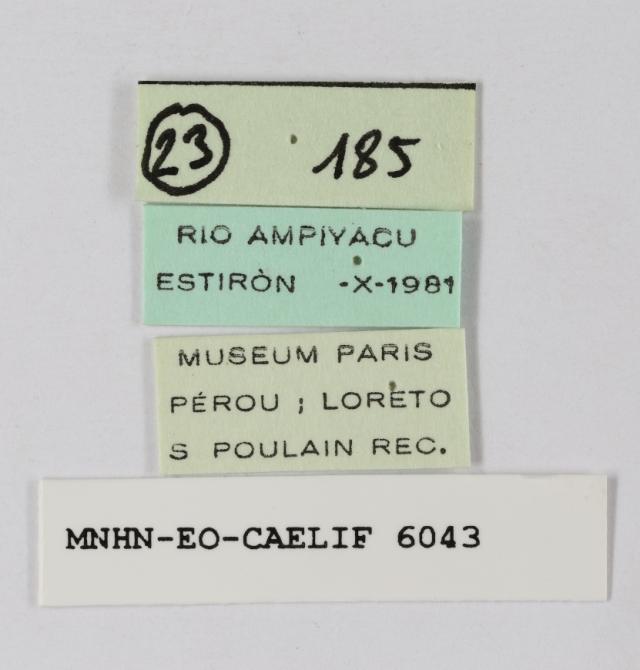 23 185
RIO AMPIYACU
ESTIRÒN -X-1981
MUSEUM PARIS
PÉROU ; LORETO
S POULAIN REC.
MNHN-EO-CAELIF 6043